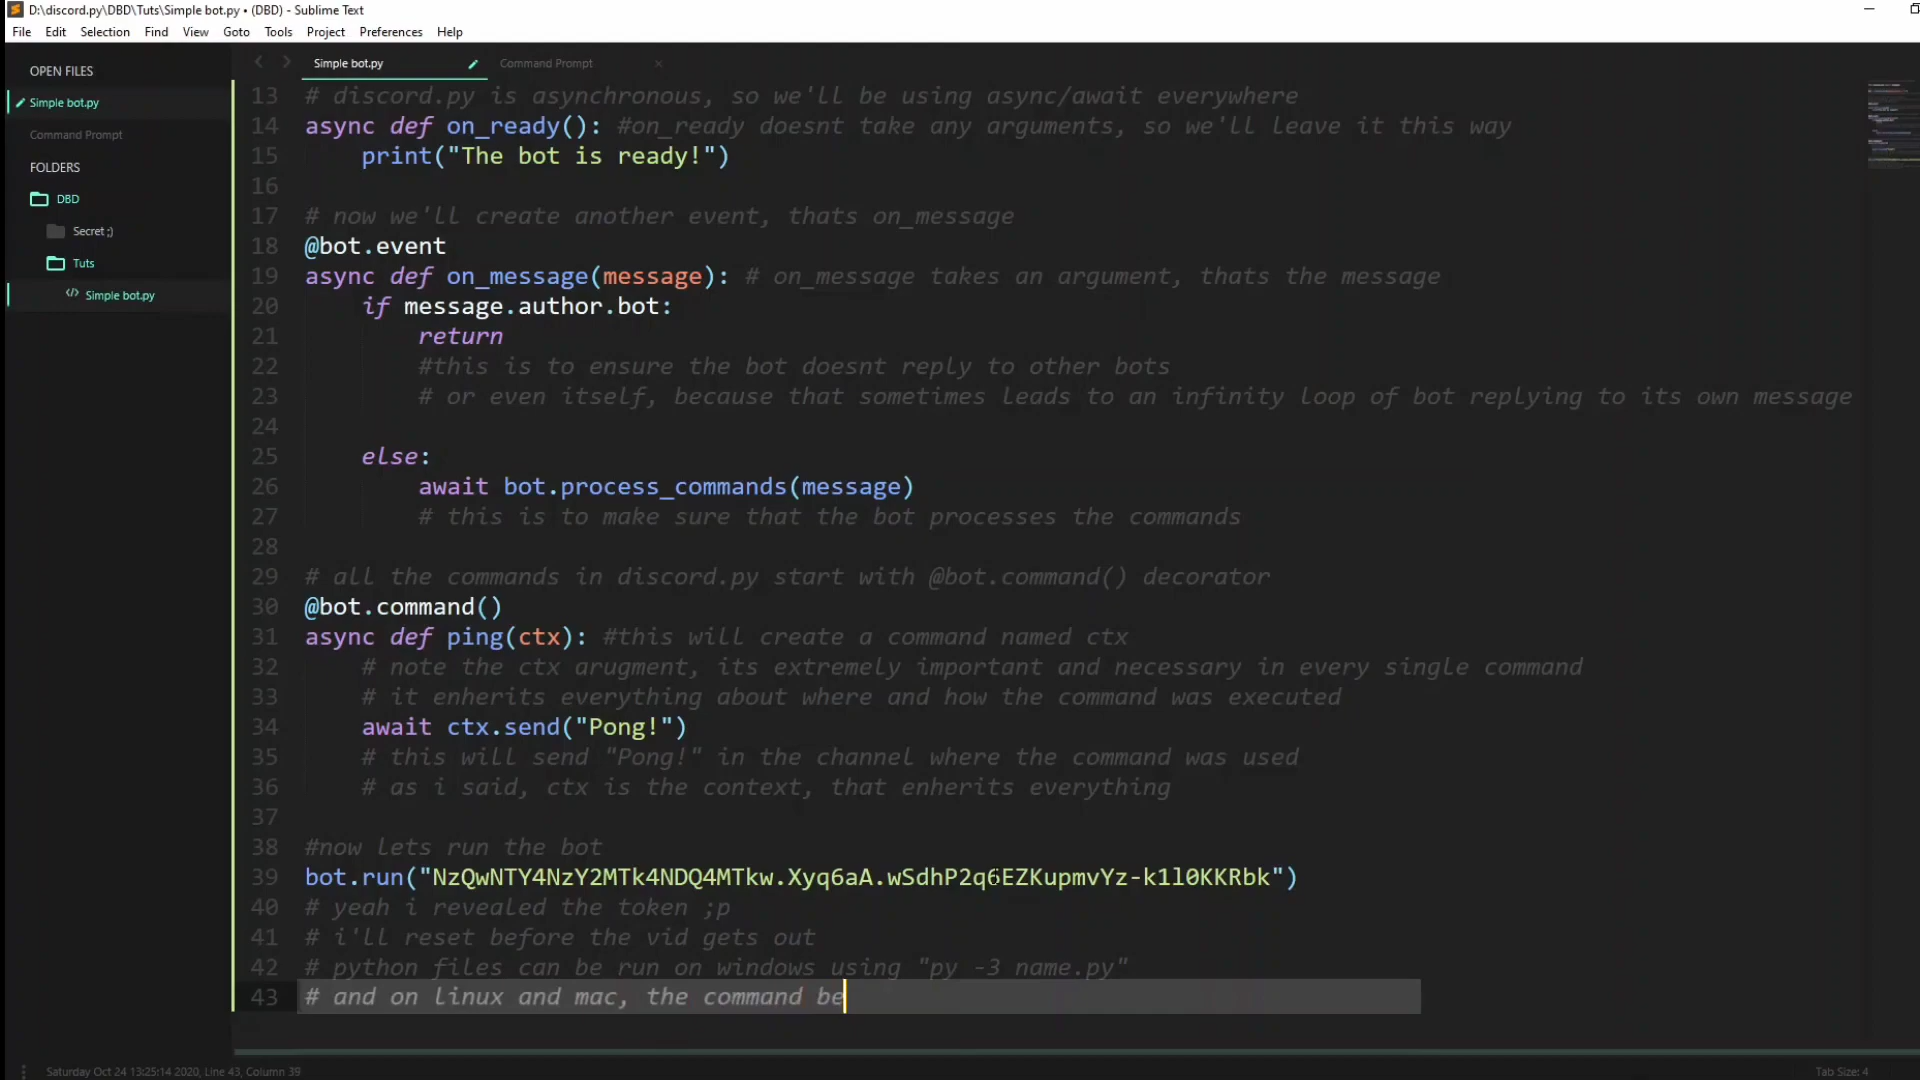 D:\discord.py\DBD\Tuts\Simple bot.py • (DBD) - Sublime Text
File Edit Selection Find View Goto Tools Project Preferences Help
OPEN FILES
Simple bot.py
Command Prompt
FOLDERS
DBD
Secret ;)
Tuts
Simple bot.py
Simple bot.py Command Prompt
13 # discord.py is asynchronous, so we'll be using async/await everywhere
14 async def on_ready(): #on_ready doesnt take any arguments, so we'll leave it this way
15 print("The bot is ready!")
16
17 # now we'll create another event, thats on_message
18 @bot.event
19 async def on_message(message): # on_message takes an argument, thats the message
20 if message.author.bot:
21 return
22 #this is to ensure the bot doesnt reply to other bots
23 # or even itself, because that sometimes leads to an infinity loop of bot replying to its own message
24
25 else:
26 await bot.process_commands(message)
27 # this is to make sure that the bot processes the commands
28
29 # all the commands in discord.py start with @bot.command() decorator
30 @bot.command()
31 async def ping(ctx): #this will create a command named ctx
32 # note the ctx arugment, its extremely important and necessary in every single command
33 # it enherits everything about where and how the command was executed
34 await ctx.send("Pong!")
35 # this will send "Pong!" in the channel where the command was used
36 # as i said, ctx is the context, that enherits everything
37
38 #now lets run the bot
39 bot.run("NzQwNTY4NzY2MTk4NDQ4MTkw.Xyq6aA.wSdhP2q6EZKupmvYz-k1l0KKRbk")
40 # yeah i revealed the token ;p
41 # i'll reset before the vid gets out
42 # python files can be run on windows using "py -3 name.py"
43 # and on linux and mac, the command be
Saturday Oct 24 13:25:14 2020, Line 43, Column 39
Tab Size: 4